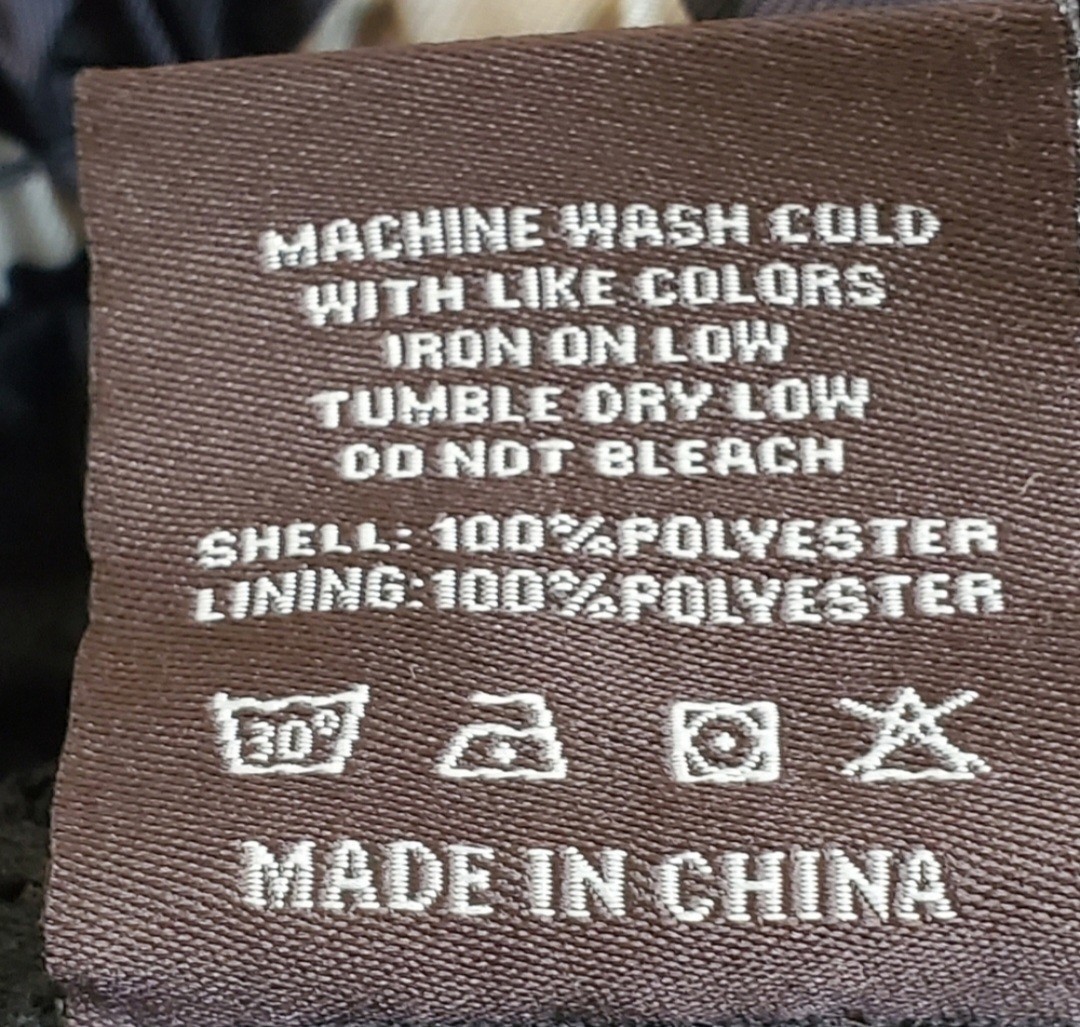 MACHINE WASH COLD
WITH LIKE COLORS
IRON ON LOW
TUMBLE DRY LOW
DO NOT BLEACH
SHELL: 100%POLYESTER
LINING:100%POLYESTER
30°
MADE IN CHINA